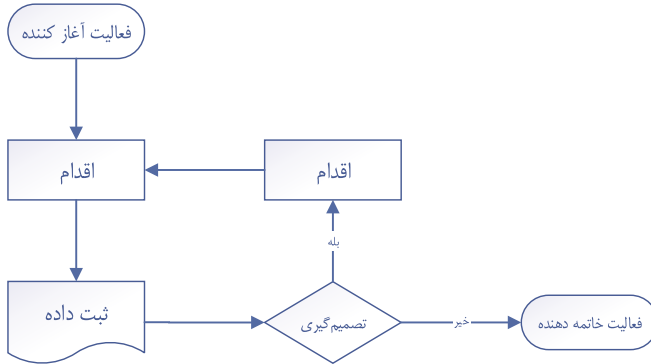 فعالیت آغاز کننده
اقدام
اقدام
بله
ثبت داده
تصمیم‌گیری
خیر
فعالیت خاتمه دهنده